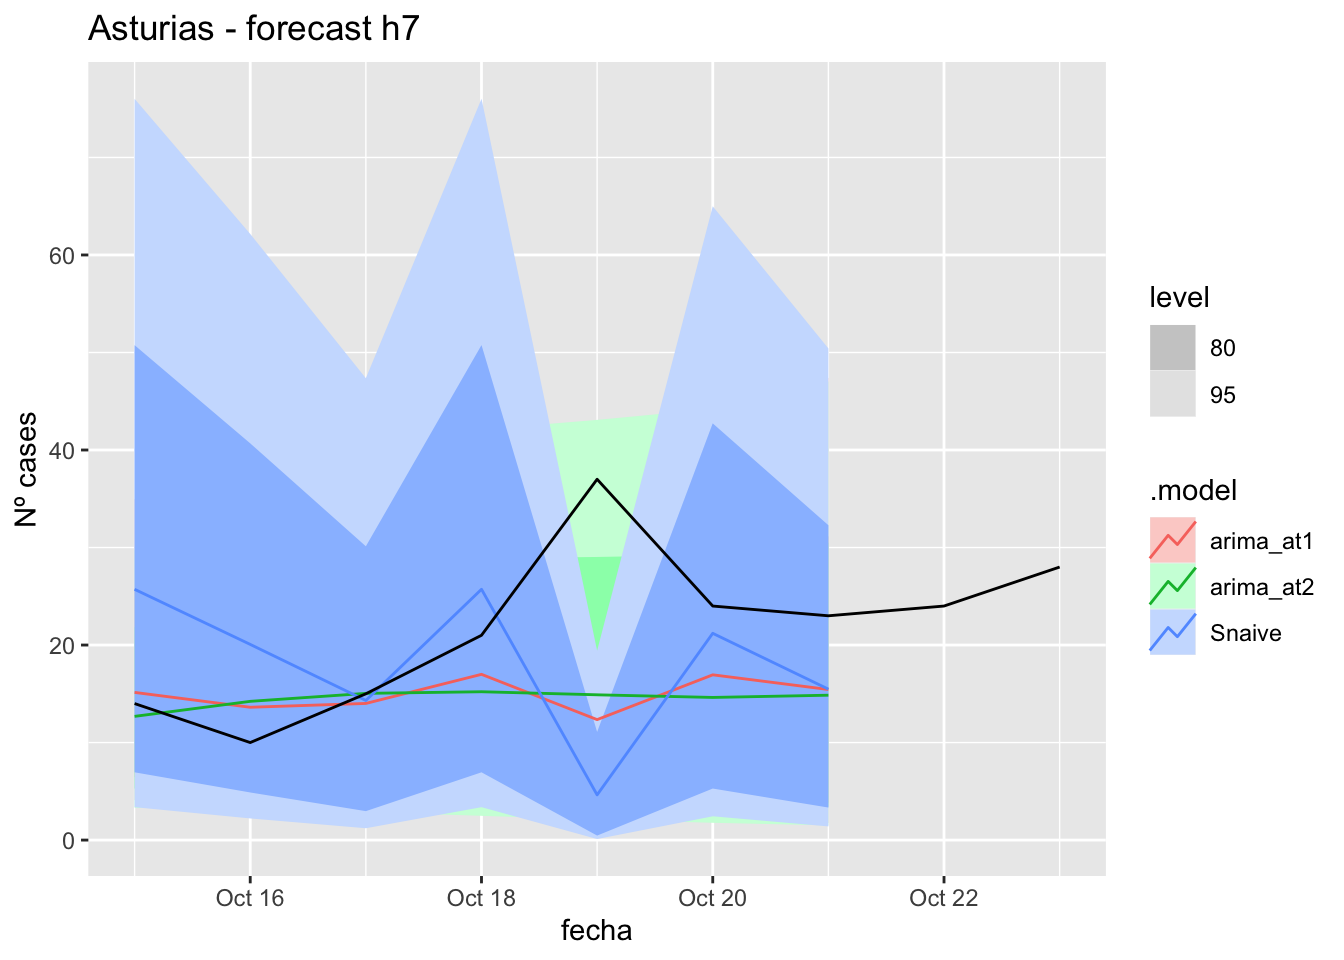 Asturias - forecast h7
Nº cases
60
40
20
0
Oct 16
Oct 18
Oct 20
Oct 22
fecha
level
80
95
.model
arima_at1
arima_at2
Snaive